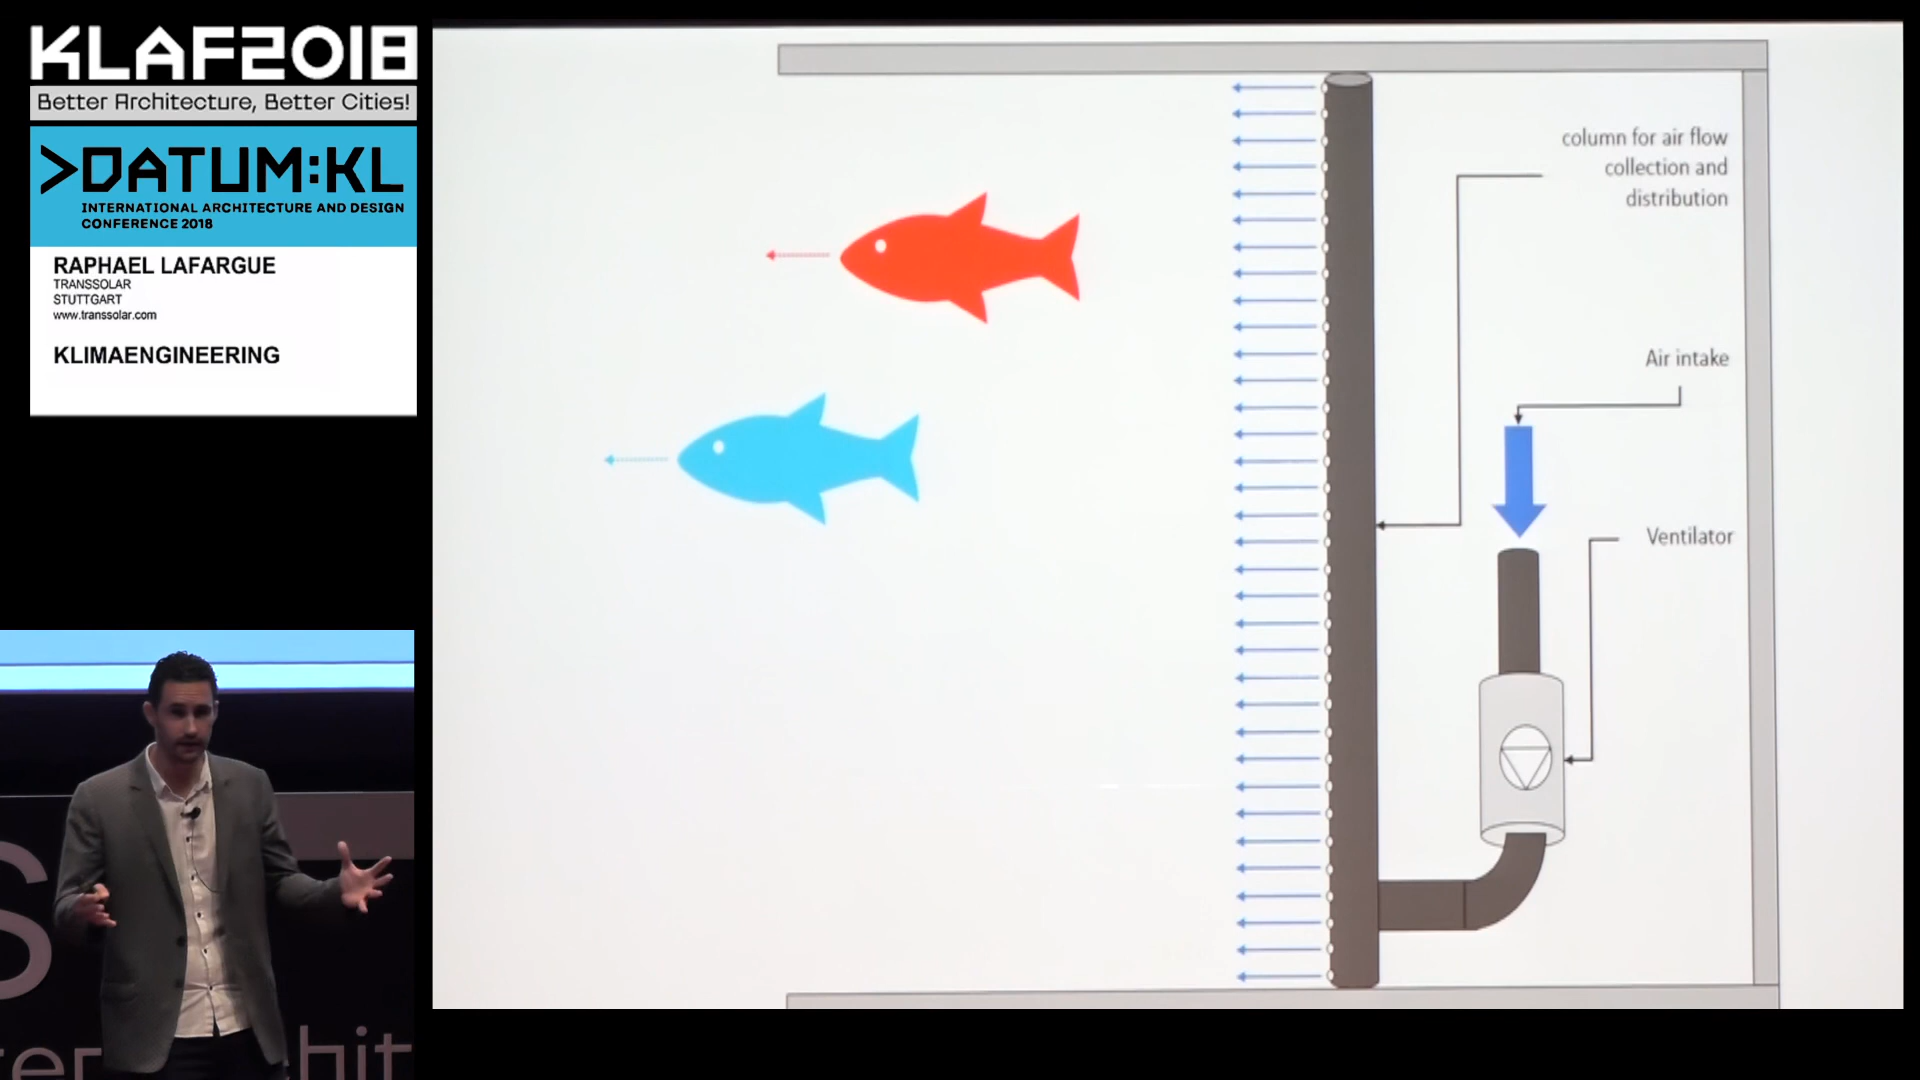 KLAF2018
Better Architecture, Better Cities!
>DATUM:KL
INTERNATIONAL ARCHITECTURE AND DESIGN
CONFERENCE 2018
RAPHAEL LAFARGUE
TRANSSOLAR
STUTTGART
www.transsolar.com
KLIMAENGINEERING
column for air flow
collection and
distribution
Air intake
Ventilator